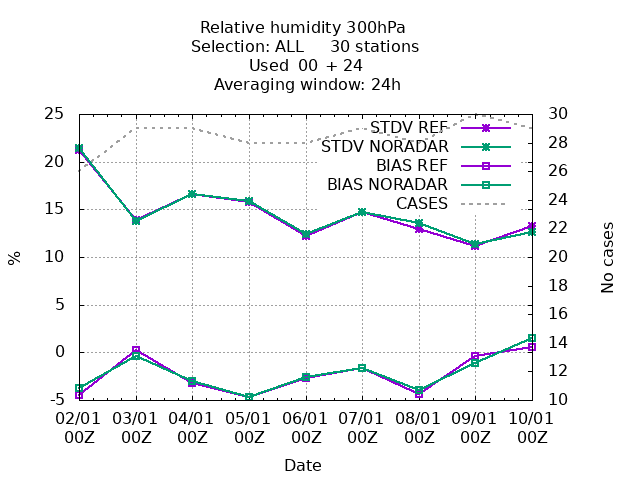 Relative humidity 300hPa
Selection: ALL     30 stations
Used  00  + 24
Averaging window: 24h
25
20
15
10
5
0
-5
30
28
26
24
22
20
18
16
14
12
10
STDV REF
STDV NORADAR
BIAS REF
BIAS NORADAR
CASES
%
No cases
02/01 03/01 04/01 05/01 06/01 07/01 08/01 09/01 10/01
00Z 00Z 00Z 00Z 00Z 00Z 00Z 00Z 00Z
Date